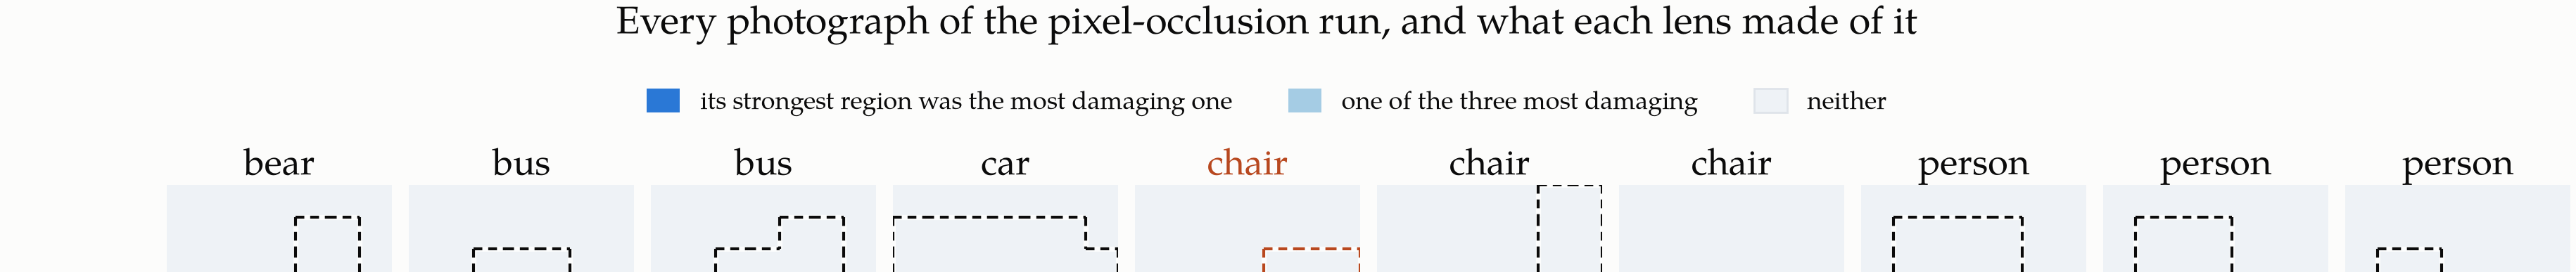 Every photograph of the pixel-occlusion run, and what each lens made of it
its strongest region was the most damaging one one of the three most damaging neither
bear bus bus car chair chair chair person person person